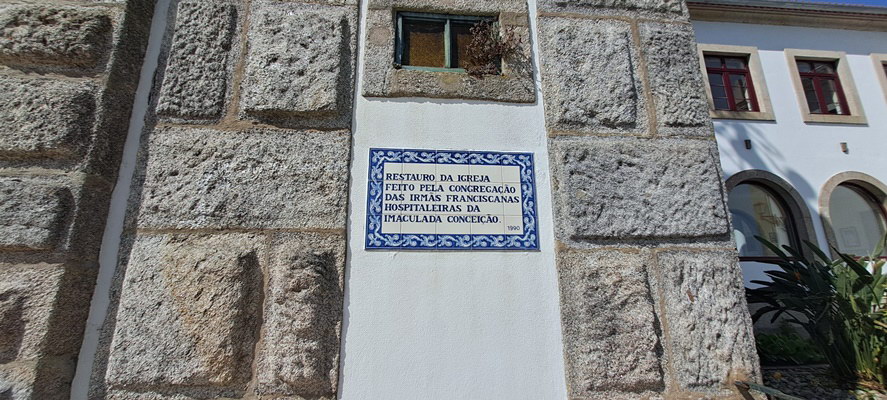 RESTAURO DA IGREJA
FEITO PELA CONGREGAÇÃO
DAS IRMÃS FRANCISCANAS
HOSPITALEIRAS DA
IMACULADA CONCEIÇÃO.
1990